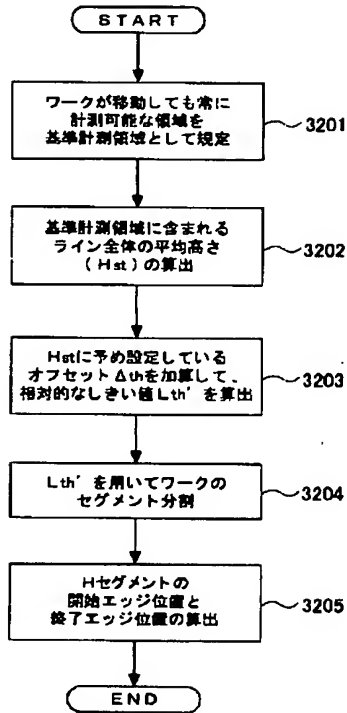 START
ワークが移動しても常に
計測可能な領域を
基準計測領域として規定
3201
基準計測領域に含まれる
ライン全体の平均高さ
(Hst)の算出
3202
Hstに予め設定している
オフセットΔthを加算して、
相対的なしきい値Lth'を算出
3203
Lth'を用いてワークの
セグメント分割
3204
Hセグメントの
開始エッジ位置と
終了エッジ位置の算出
3205
END